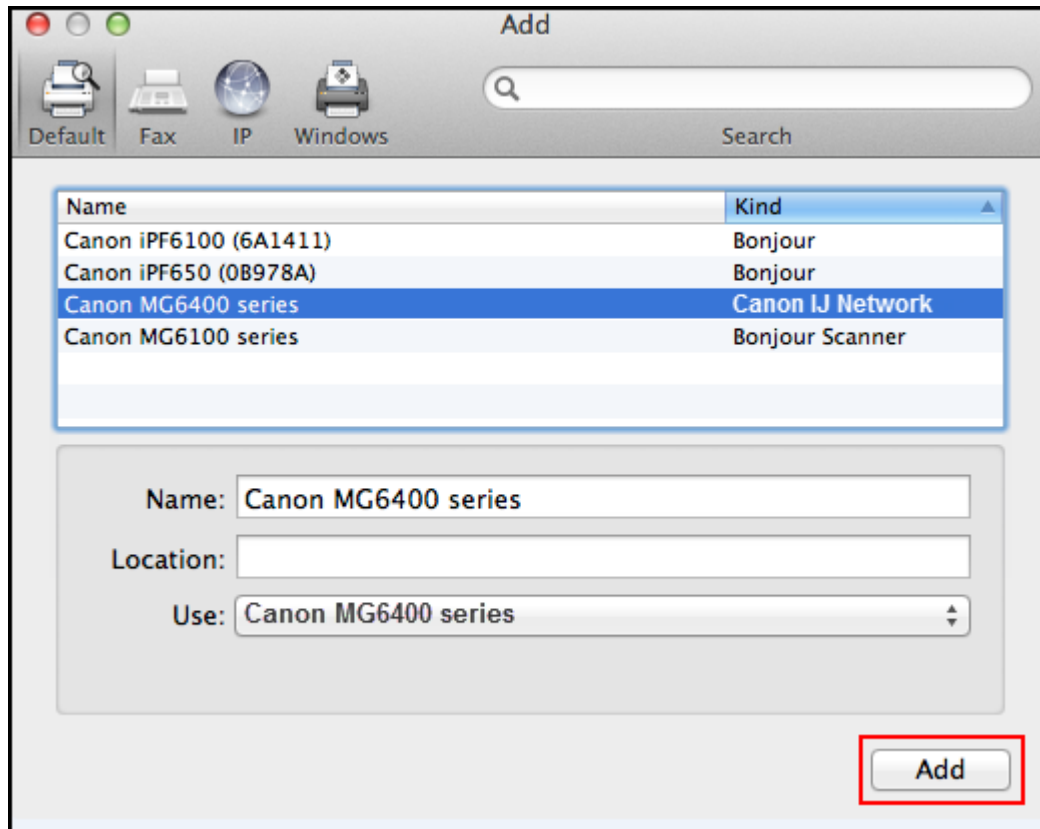 Add
Default Fax IP Windows Search
Name Kind
Canon iPF6100 (6A1411) Bonjour
Canon iPF650 (0B978A) Bonjour
Canon MG6400 series Canon IJ Network
Canon MG6100 series Bonjour Scanner
Name: Canon MG6400 series
Location:
Use: Canon MG6400 series
Add